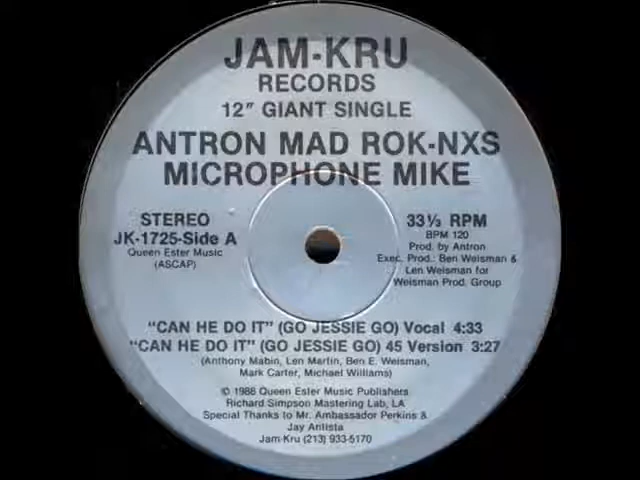 JAM-KRU
RECORDS
12" GIANT SINGLE
ANTRON MAD ROK-NXS
MICROPHONE MIKE
STEREO
JK-1725-Side A
Queen Ester Music
(ASCAP)
33⅓ RPM
BPM 120
Prod. by Antron
Exec. Prod.: Ben Weisman &
Len Weisman for
Weisman Prod. Group
"CAN HE DO IT" (GO JESSIE GO) Vocal 4:33
"CAN HE DO IT" (GO JESSIE GO) 45 Version 3:27
(Anthony Mabin, Len Martin, Ben E. Weisman,
Mark Carter, Michael Williams)
© 1988 Queen Ester Music Publishers
Richard Simpson Mastering Lab, LA
Special Thanks to Mr. Ambassador Perkins &
Jay Antista
Jam-Kru (213) 933-5170